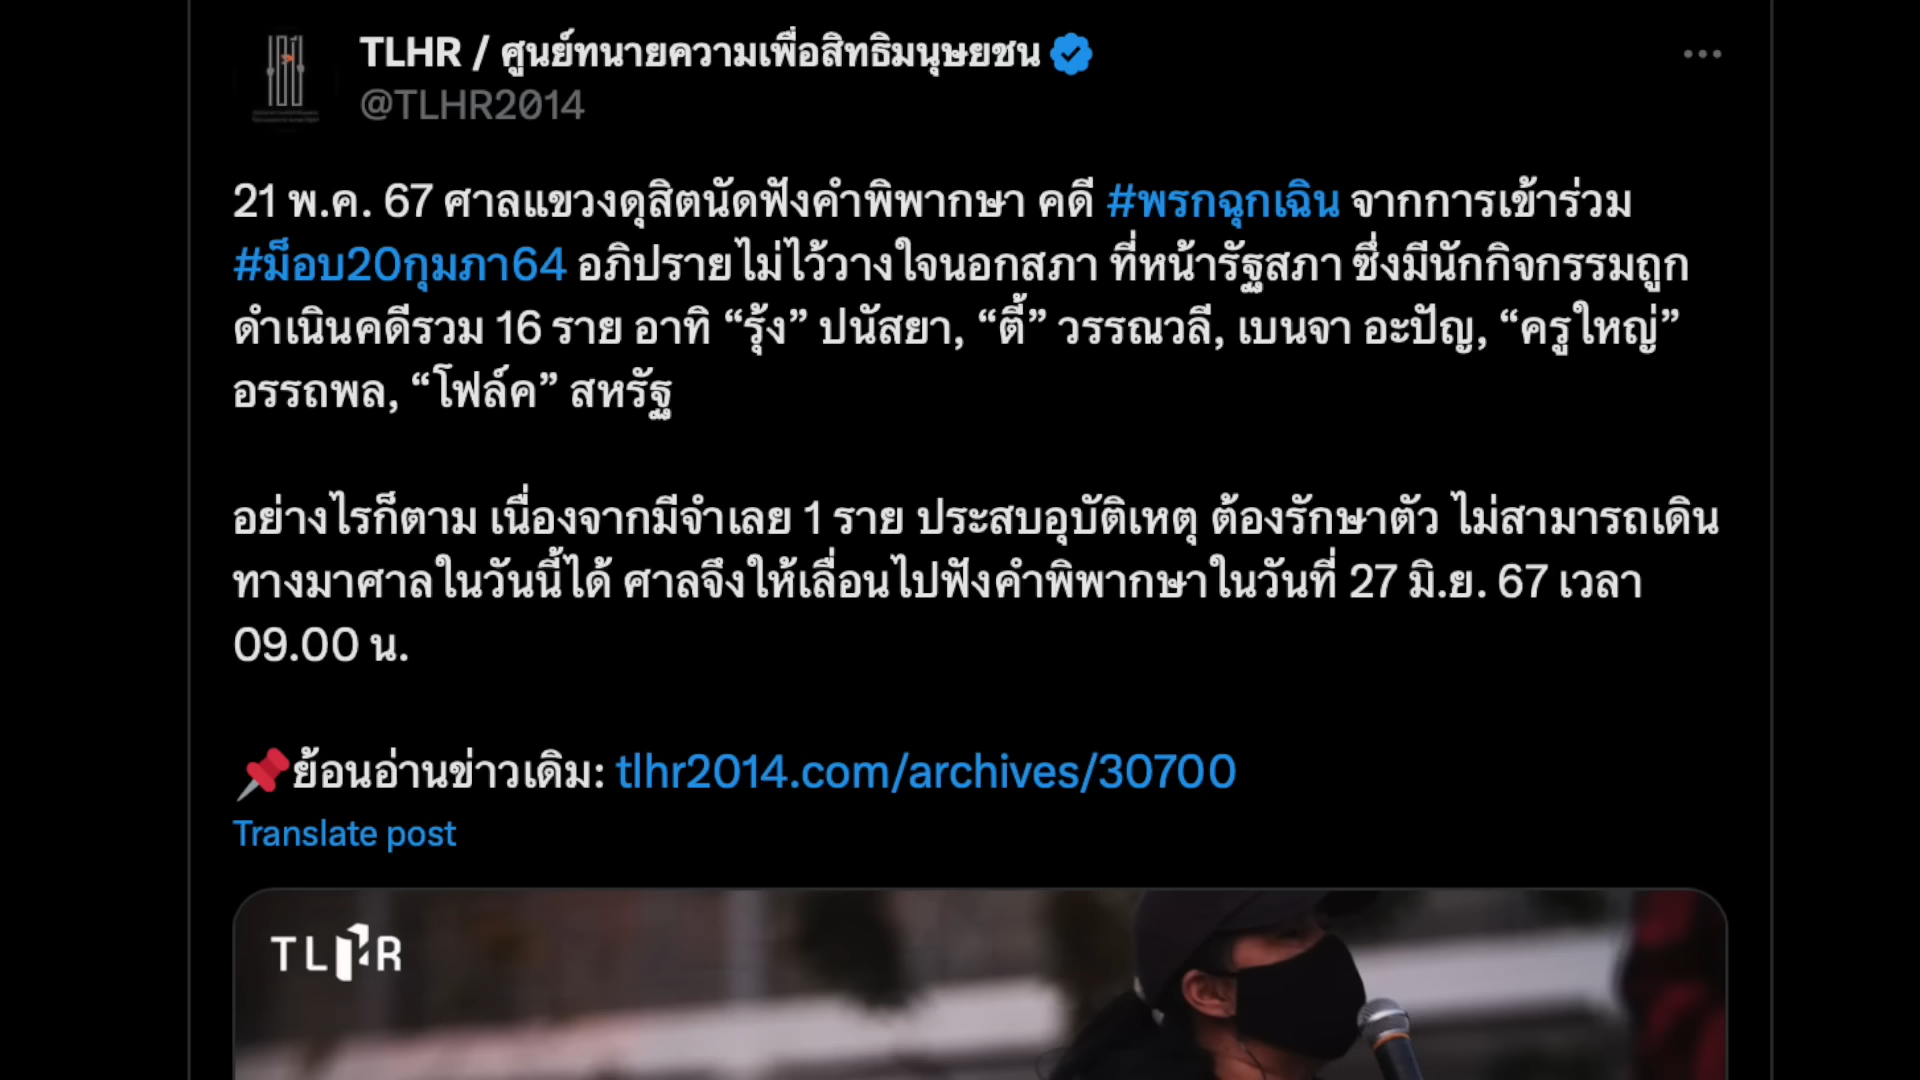 TLHR / ศูนย์ทนายความเพื่อสิทธิมนุษยชน
@TLHR2014
21 พ.ค. 67 ศาลแขวงดุสิตนัดฟังคำพิพากษา คดี #พรกฉุกเฉิน จากการเข้าร่วม
#ม็อบ20กุมภา64 อภิปรายไม่ไว้วางใจนอกสภา ที่หน้ารัฐสภา ซึ่งมีนักกิจกรรมถูก
ดำเนินคดีรวม 16 ราย อาทิ “รุ้ง” ปนัสยา, “ตี้” วรรณวลี, เบนจา อะปัญ, “ครูใหญ่”
อรรถพล, “โฟล์ค” สหรัฐ
อย่างไรก็ตาม เนื่องจากมีจำเลย 1 ราย ประสบอุบัติเหตุ ต้องรักษาตัว ไม่สามารถเดิน
ทางมาศาลในวันนี้ได้ ศาลจึงให้เลื่อนไปฟังคำพิพากษาในวันที่ 27 มิ.ย. 67 เวลา
09.00 น.
📌ย้อนอ่านข่าวเดิม: tlhr2014.com/archives/30700
Translate post
TLHR